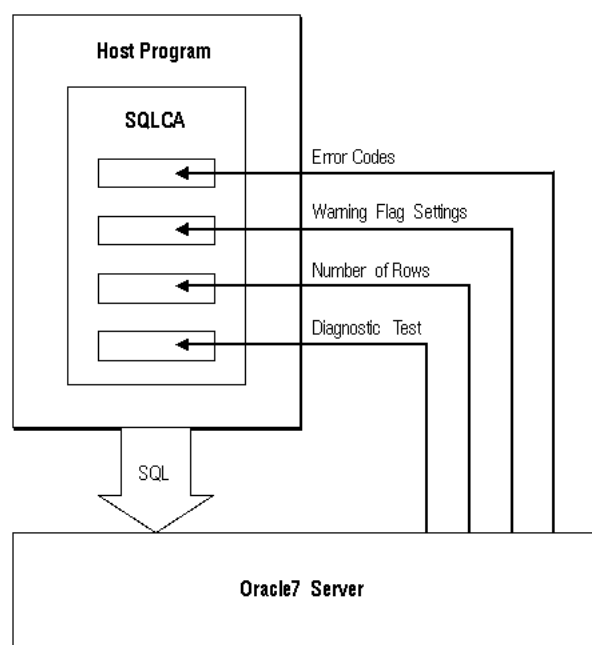 Host Program
SQLCA
Error Codes
Warning Flag Settings
Number of Rows
Diagnostic Test
SQL
Oracle7 Server